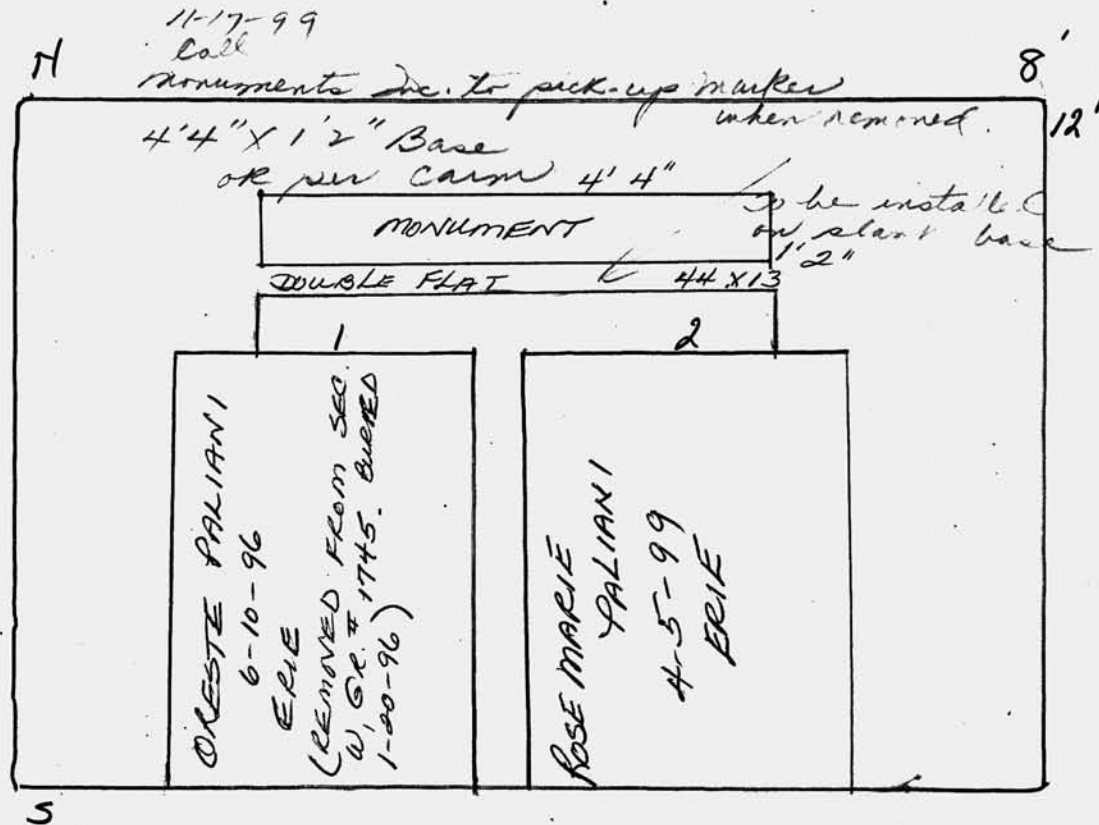 11-17-99
Call
N
8'
Monuments Inc. to pick-up marker
when removed.
12'
4'4" X 1'2" Base
OK per Carm
4'4"
To be installed
on slant base
MONUMENT
1'2"
DOUBLE FLAT
44 X 13
1
2
ORESTE PALIANI
6-10-96
ERIE
(REMOVED FROM SEC.
W, GR. # 1745. BURIED
1-20-96)
ROSE MARIE
PALIANI
4-5-99
ERIE
S